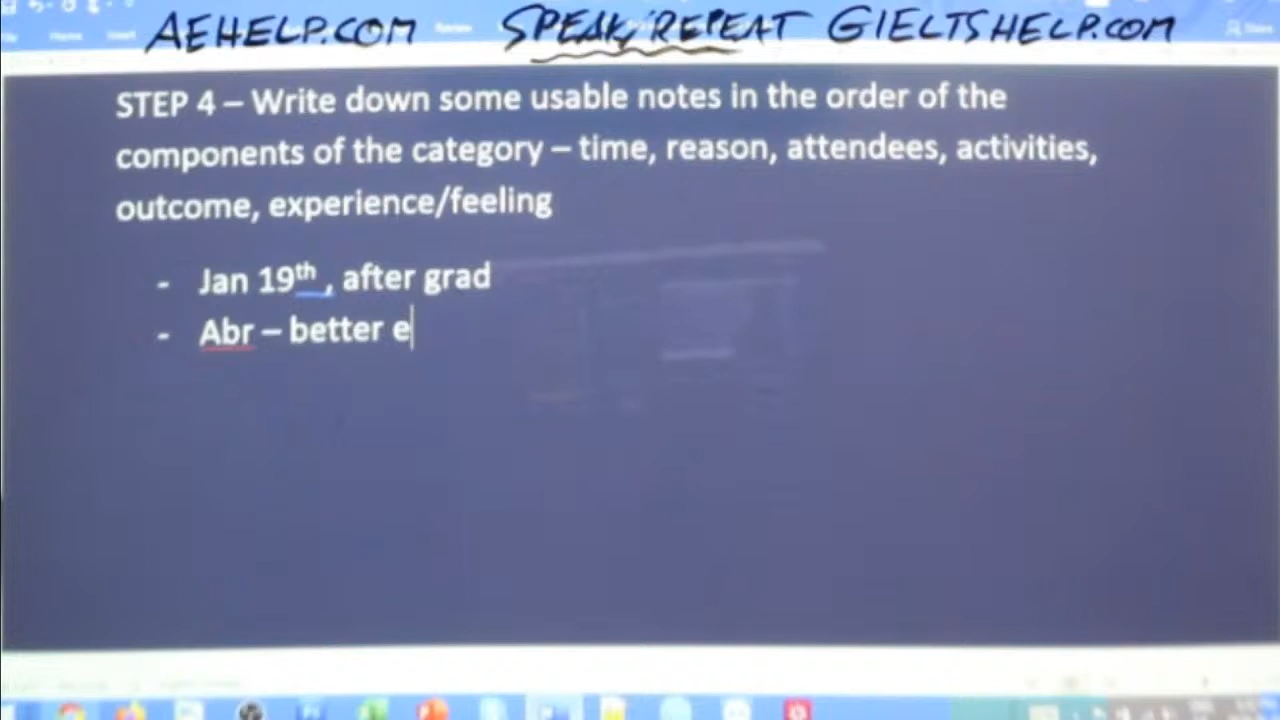 AEHELP.COM SPEAK/REPEAT GIELTSHELP.COM
STEP 4 – Write down some usable notes in the order of the
components of the category – time, reason, attendees, activities,
outcome, experience/feeling
- Jan 19th , after grad
- Abr – better e